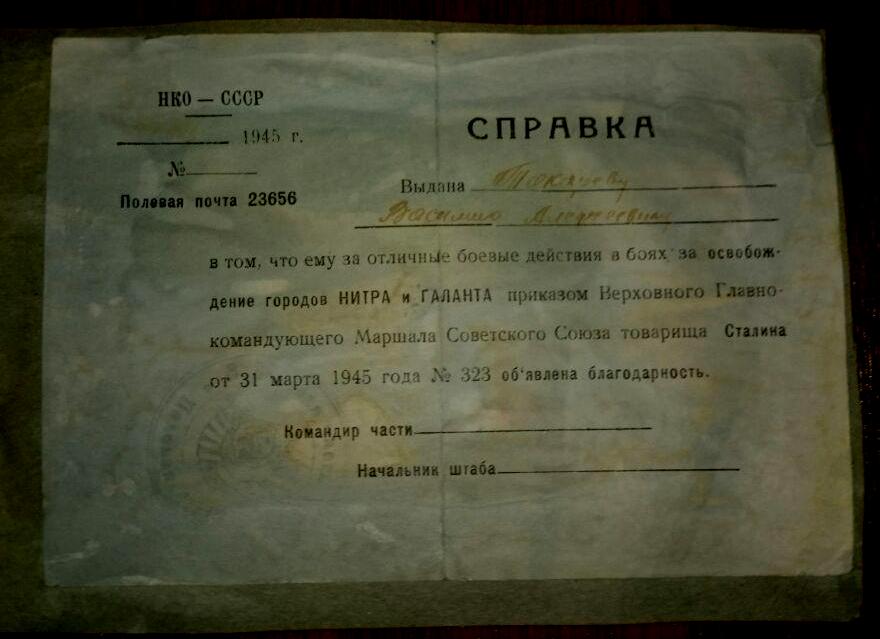 НКО — СССР
1945 г.
№
Полевая почта 23656
СПРАВКА
Выдана
Василию Алексеевичу
в том, что ему за отличные боевые действия в боях за освобож-
дение городов НИТРА и ГАЛАНТА приказом Верховного Главно-
командующего Маршала Советского Союза товарища Сталина
от 31 марта 1945 года № 323 об'явлена благодарность.
Командир части
Начальник штаба